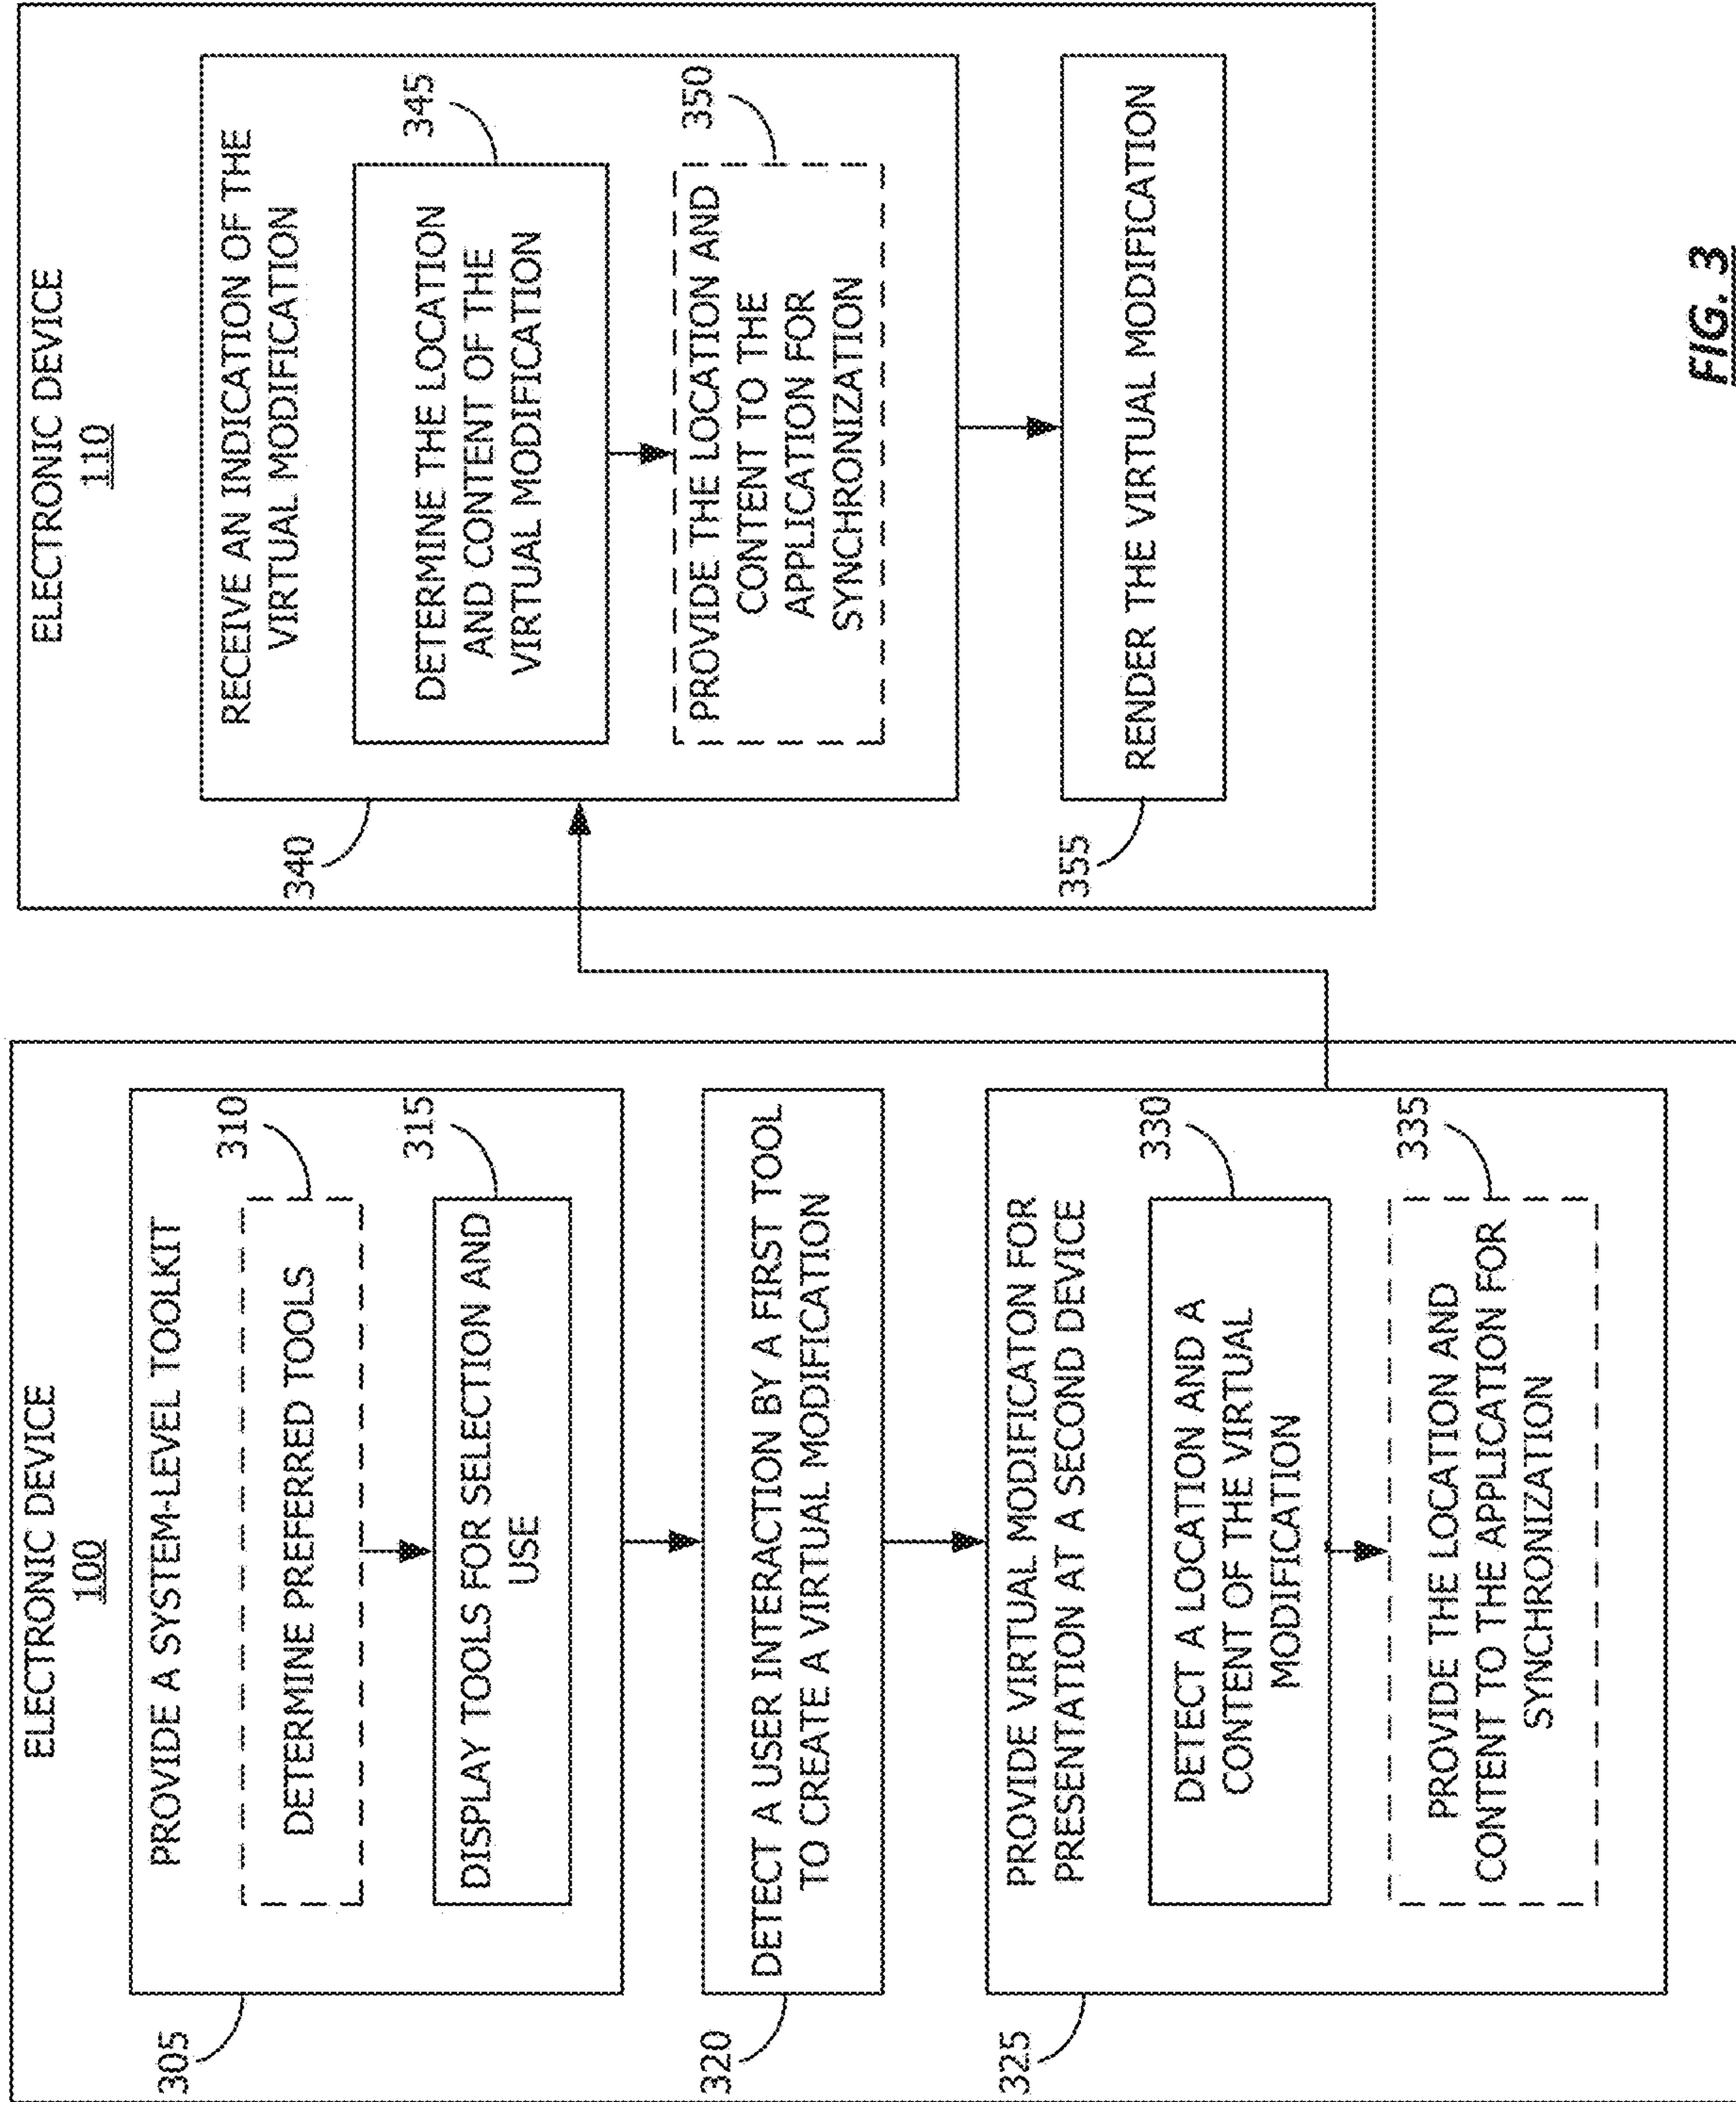 ELECTRONIC DEVICE
100
305
PROVIDE A SYSTEM-LEVEL TOOLKIT
310
DETERMINE PREFERRED TOOLS
315
DISPLAY TOOLS FOR SELECTION AND
USE
320
DETECT A USER INTERACTION BY A FIRST TOOL
TO CREATE A VIRTUAL MODIFICATION
325
PROVIDE VIRTUAL MODIFICATON FOR
PRESENTATION AT A SECOND DEVICE
330
DETECT A LOCATION AND A
CONTENT OF THE VIRTUAL
MODIFICATION
335
PROVIDE THE LOCATION AND
CONTENT TO THE APPLICATION FOR
SYNCHRONIZATION
ELECTRONIC DEVICE
110
340
RECEIVE AN INDICATION OF THE
VIRTUAL MODIFICATION
345
DETERMINE THE LOCATION
AND CONTENT OF THE
VIRTUAL MODIFICATION
350
PROVIDE THE LOCATION AND
CONTENT TO THE
APPLICATION FOR
SYNCHRONIZATION
355
RENDER THE VIRTUAL MODIFICATION
FIG. 3